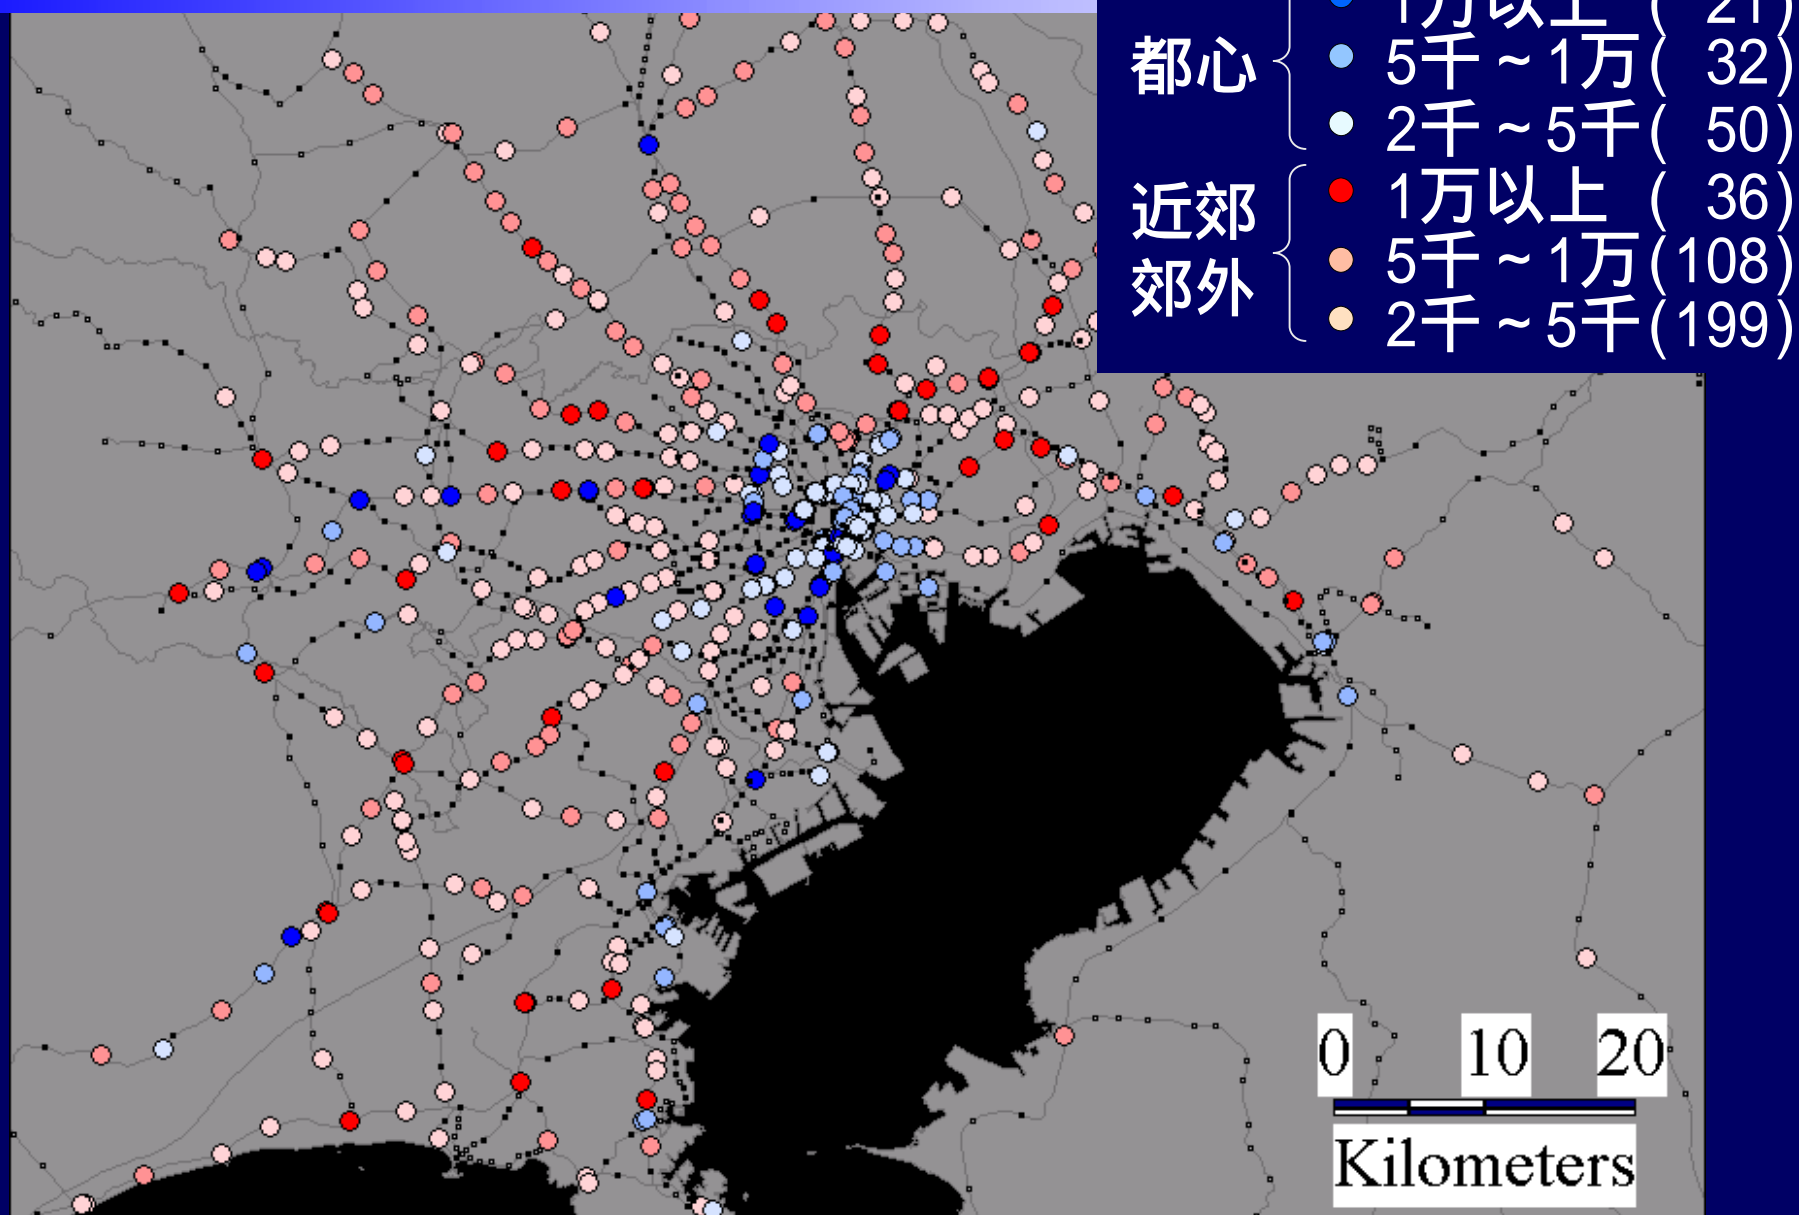 1万以上 ( 21)
都心 5千~1万( 32)
2千~5千( 50)
1万以上 ( 36)
近郊
郊外 5千~1万(108)
2千~5千(199)
0 10 20
Kilometers